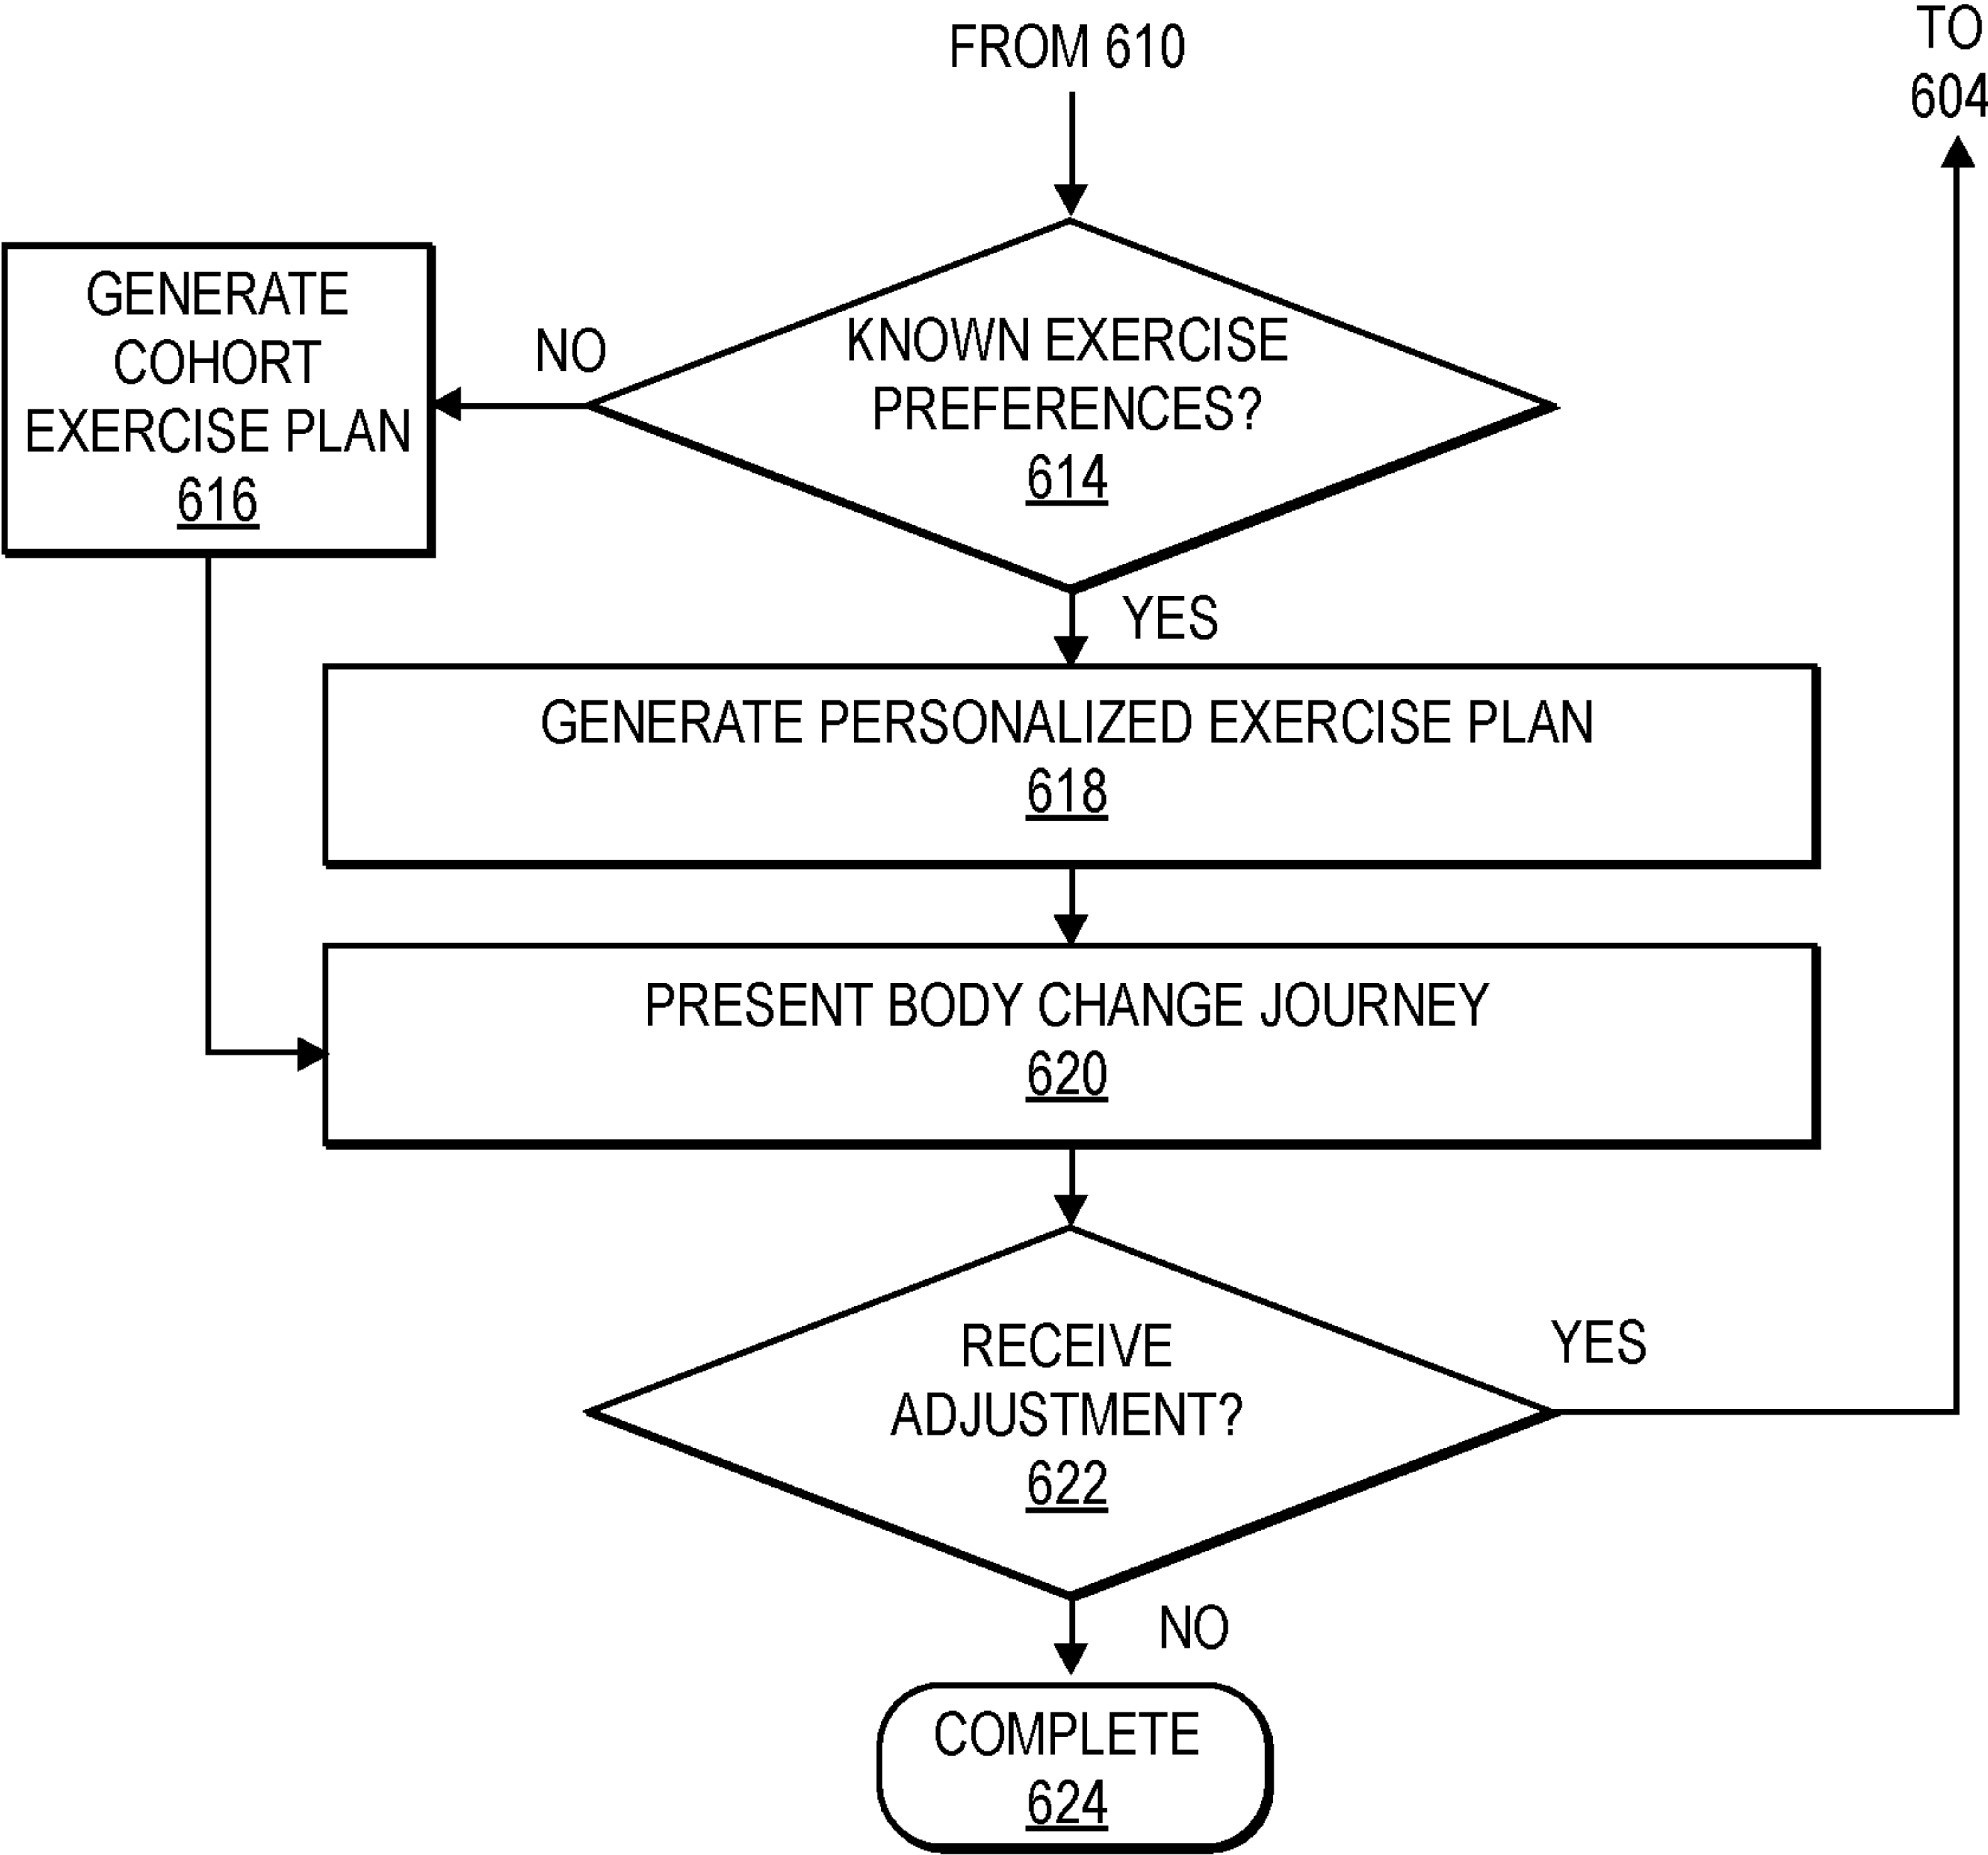 FROM 610
TO
604
GENERATE
COHORT
EXERCISE PLAN
616
NO
KNOWN EXERCISE
PREFERENCES?
614
YES
GENERATE PERSONALIZED EXERCISE PLAN
618
PRESENT BODY CHANGE JOURNEY
620
RECEIVE
ADJUSTMENT?
622
YES
NO
COMPLETE
624